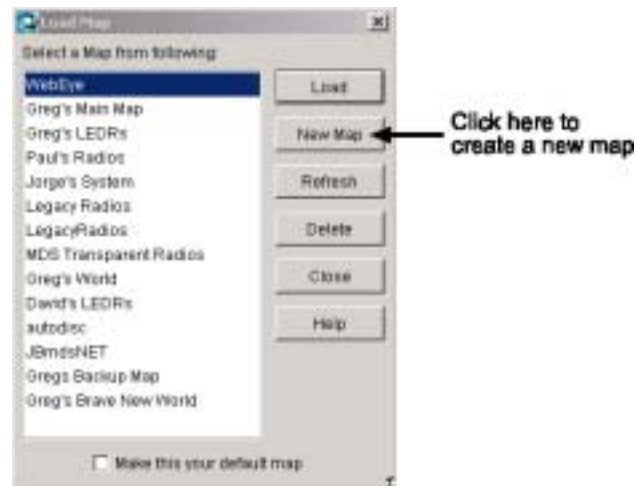 Load Map
Select a Map from following:
WebEye
Greg's Main Map
Greg's LEDR's
Paul's Radios
Jorge's System
Legacy Radios
LegacyRadios
MDS Transparent Radios
Greg's World
David's LEDR's
autodisc
JBmdsNET
Gregs Backup Map
Greg's Brave New World
Load
New Map
Refresh
Delete
Close
Help
Make this your default map
Click here to
create a new map